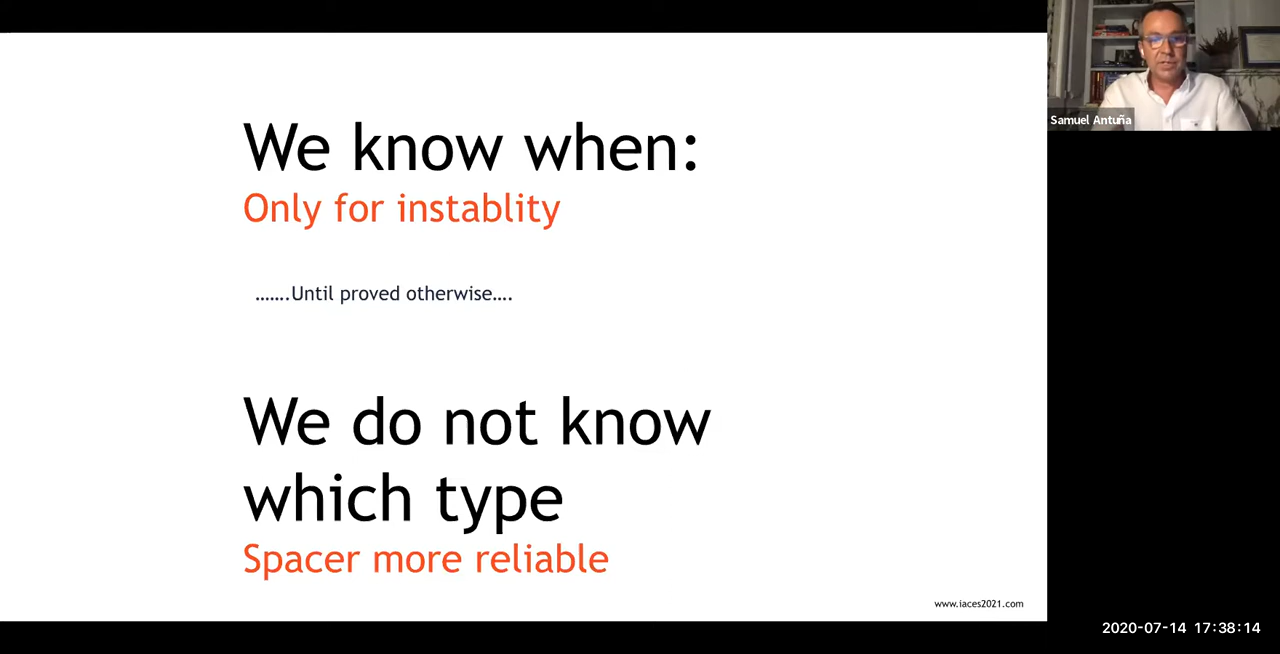 We know when:
Only for instablity
.......Until proved otherwise....
We do not know
which type
Spacer more reliable
www.iaces2021.com
Samuel Antuña
2020-07-14 17:38:14